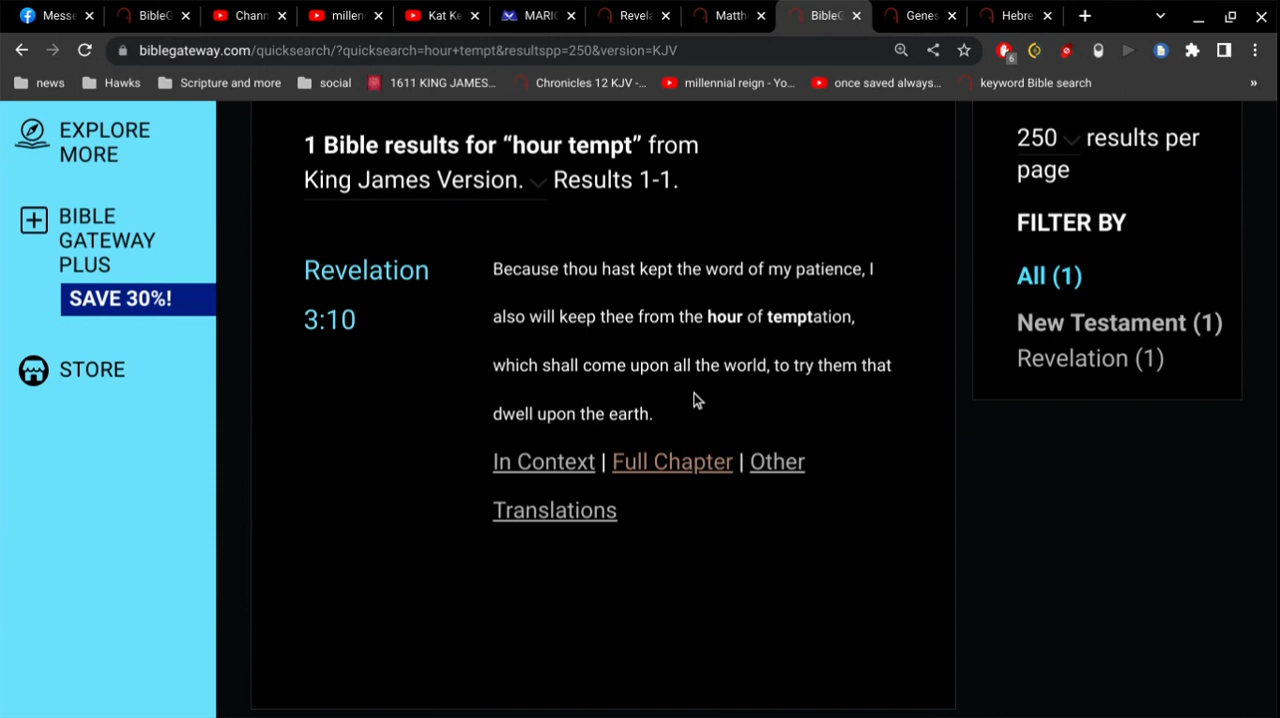 Messe
BibleG
Chann
millen
Kat Ke
MARI
Revela
Matth
BibleG
Genes
Hebre
biblegateway.com/quicksearch/?quicksearch=hour+tempt&resultspp=250&version=KJV
6
news
Hawks
Scripture and more
social
1611 KING JAMES...
Chronicles 12 KJV -...
millennial reign - Yo...
once saved always...
keyword Bible search
»
EXPLORE
MORE
BIBLE
GATEWAY
PLUS
SAVE 30%!
STORE
1 Bible results for “hour tempt” from
King James Version. Results 1-1.
Revelation
3:10
Because thou hast kept the word of my patience, I
also will keep thee from the hour of temptation,
which shall come upon all the world, to try them that
dwell upon the earth.
In Context | Full Chapter | Other
Translations
250 results per
page
FILTER BY
All (1)
New Testament (1)
Revelation (1)